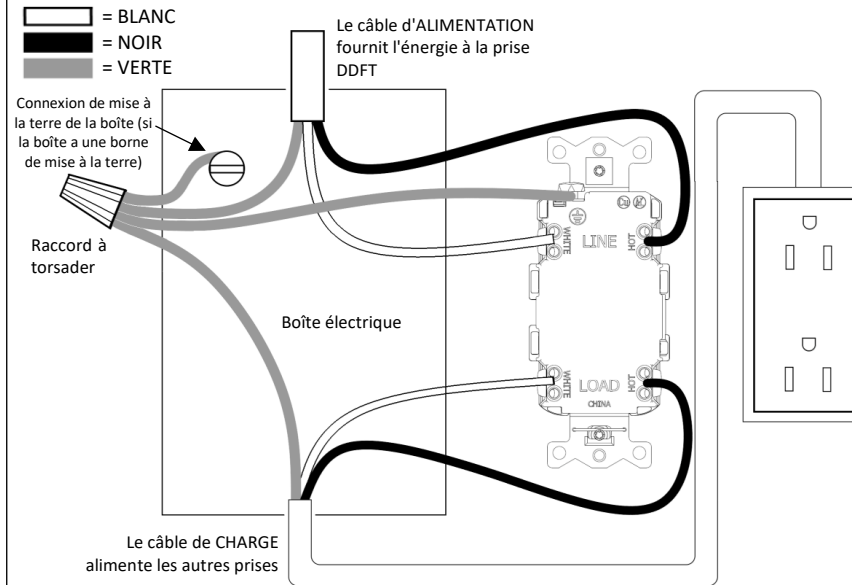 = BLANC
= NOIR
= VERTE
Le câble d'ALIMENTATION
fournit l'énergie à la prise
DDFT
Connexion de mise à
la terre de la boîte (si
la boîte a une borne
de mise à la terre)
Raccord à
torsader
WHITE
LINE
HOT
Boîte électrique
WHITE
LOAD
HOT
CHINA
Le câble de CHARGE
alimente les autres prises